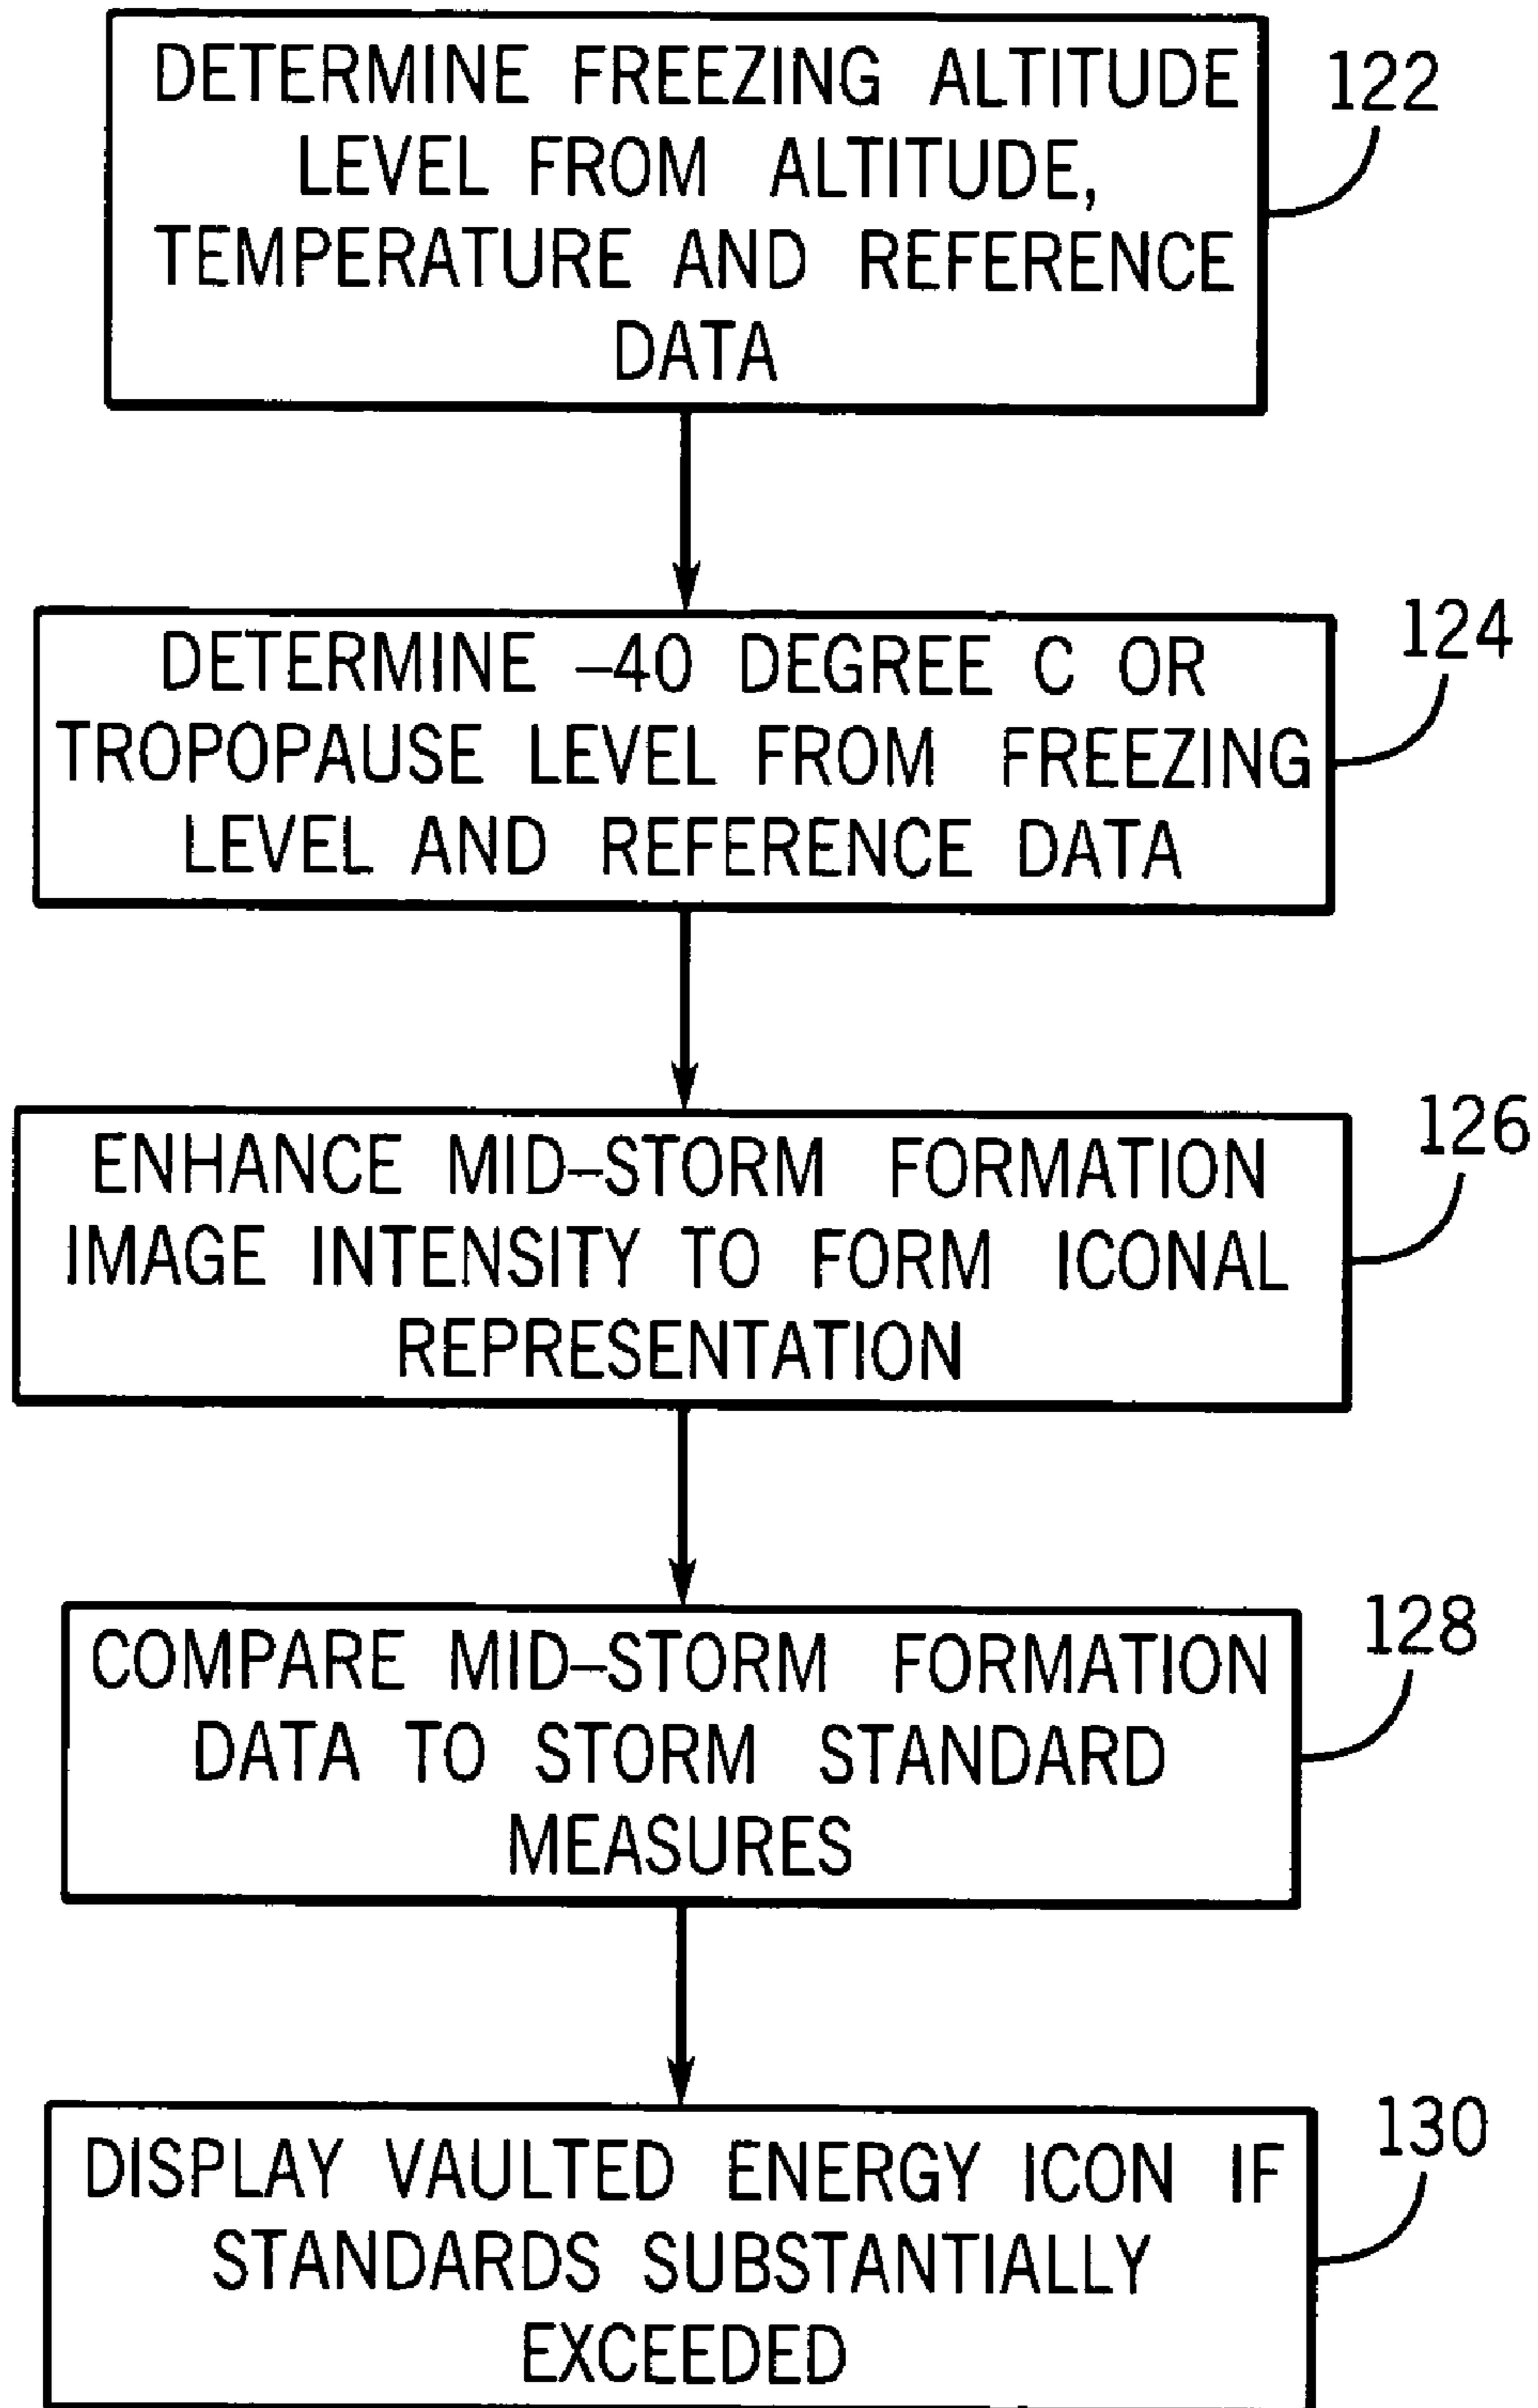 DETERMINE FREEZING ALTITUDE
LEVEL FROM ALTITUDE,
TEMPERATURE AND REFERENCE
DATA
122
DETERMINE –40 DEGREE C OR
TROPOPAUSE LEVEL FROM FREEZING
LEVEL AND REFERENCE DATA
124
ENHANCE MID–STORM FORMATION
IMAGE INTENSITY TO FORM ICONAL
REPRESENTATION
126
COMPARE MID–STORM FORMATION
DATA TO STORM STANDARD
MEASURES
128
DISPLAY VAULTED ENERGY ICON IF
STANDARDS SUBSTANTIALLY
EXCEEDED
130